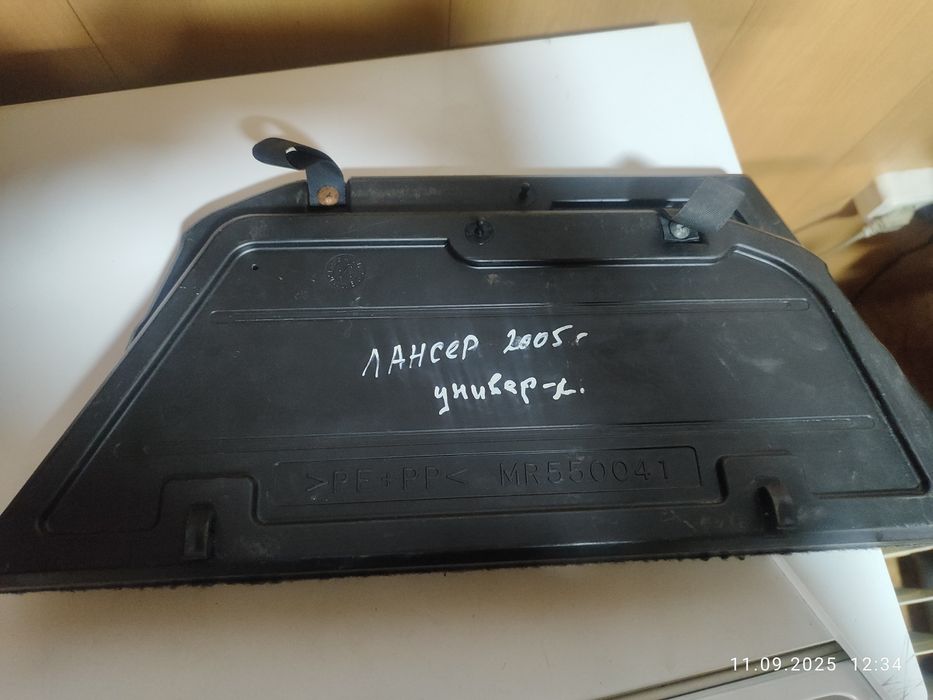 ЛАНСЕР 2005г
универ-л.
>PE+PP< MR550041
11.09.2025 12:34